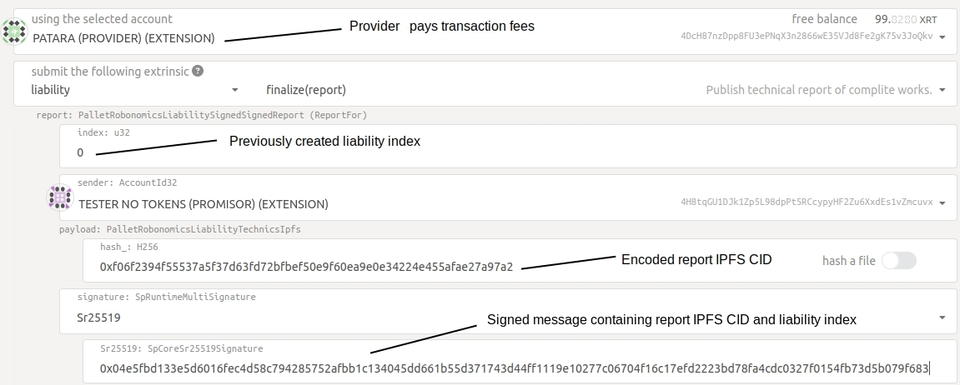 using the selected account
free balance 99.8280 XRT
PATARA (PROVIDER) (EXTENSION)
Provider pays transaction fees
4DcH87nzDpp8FU3ePNqX3n2866wE35VJd8Fe2gK75v3JoQkv
submit the following extrinsic ?
liability
finalize(report)
Publish technical report of complite works.
report: PalletRobonomicsLiabilitySignedSignedReport (ReportFor)
index: u32
0
Previously created liability index
sender: AccountId32
TESTER NO TOKENS (PROMISOR) (EXTENSION)
4H8tqGU1DJk1Zp5L98dpPtSRCcypyHF2Zu6XxdEs1vZmcuvx
payload: PalletRobonomicsLiabilityTechnicsIpfs
hash_: H256
0xf06f2394f55537a5f37d63fd72bfbef50e9f60ea9e0e34224e455afae27a97a2
Encoded report IPFS CID
hash a file
signature: SpRuntimeMultiSignature
Sr25519
Signed message containing report IPFS CID and liability index
Sr25519: SpCoreSr25519Signature
0x04e5fbd133e5d6016fec4d58c794285752afbb1c134045dd661b55d371743d44ff1119e10277c06704f16c17efd2223bd78fa4cdc0327f0154fb73d5b079f683